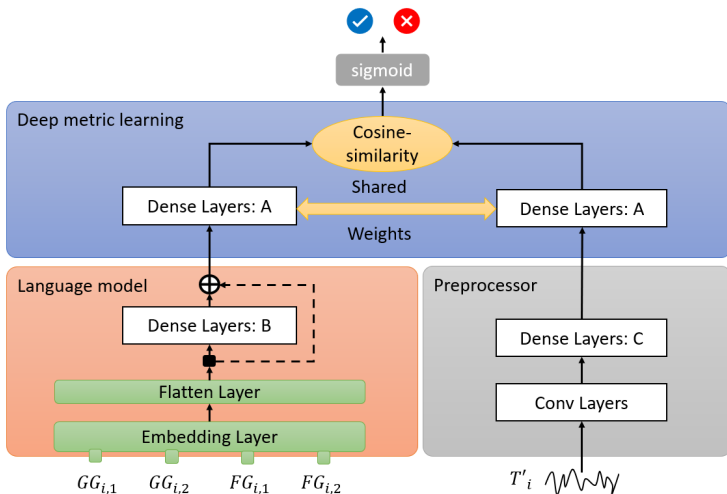 sigmoid
Deep metric learning
Cosine-
similarity
Shared
Dense Layers: A
Dense Layers: A
Weights
Language model
Preprocessor
Dense Layers: B
Dense Layers: C
Flatten Layer
Conv Layers
Embedding Layer
GG_{i,1} GG_{i,2} FG_{i,1} FG_{i,2}
T'_i